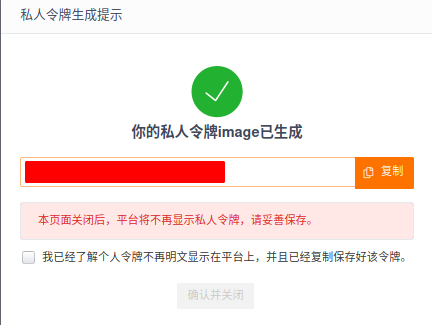 私人令牌生成提示
你的私人令牌image已生成
复制
本页面关闭后，平台将不再显示私人令牌，请妥善保存。
我已经了解个人令牌不再明文显示在平台上，并且已经复制保存好该令牌。
确认并关闭